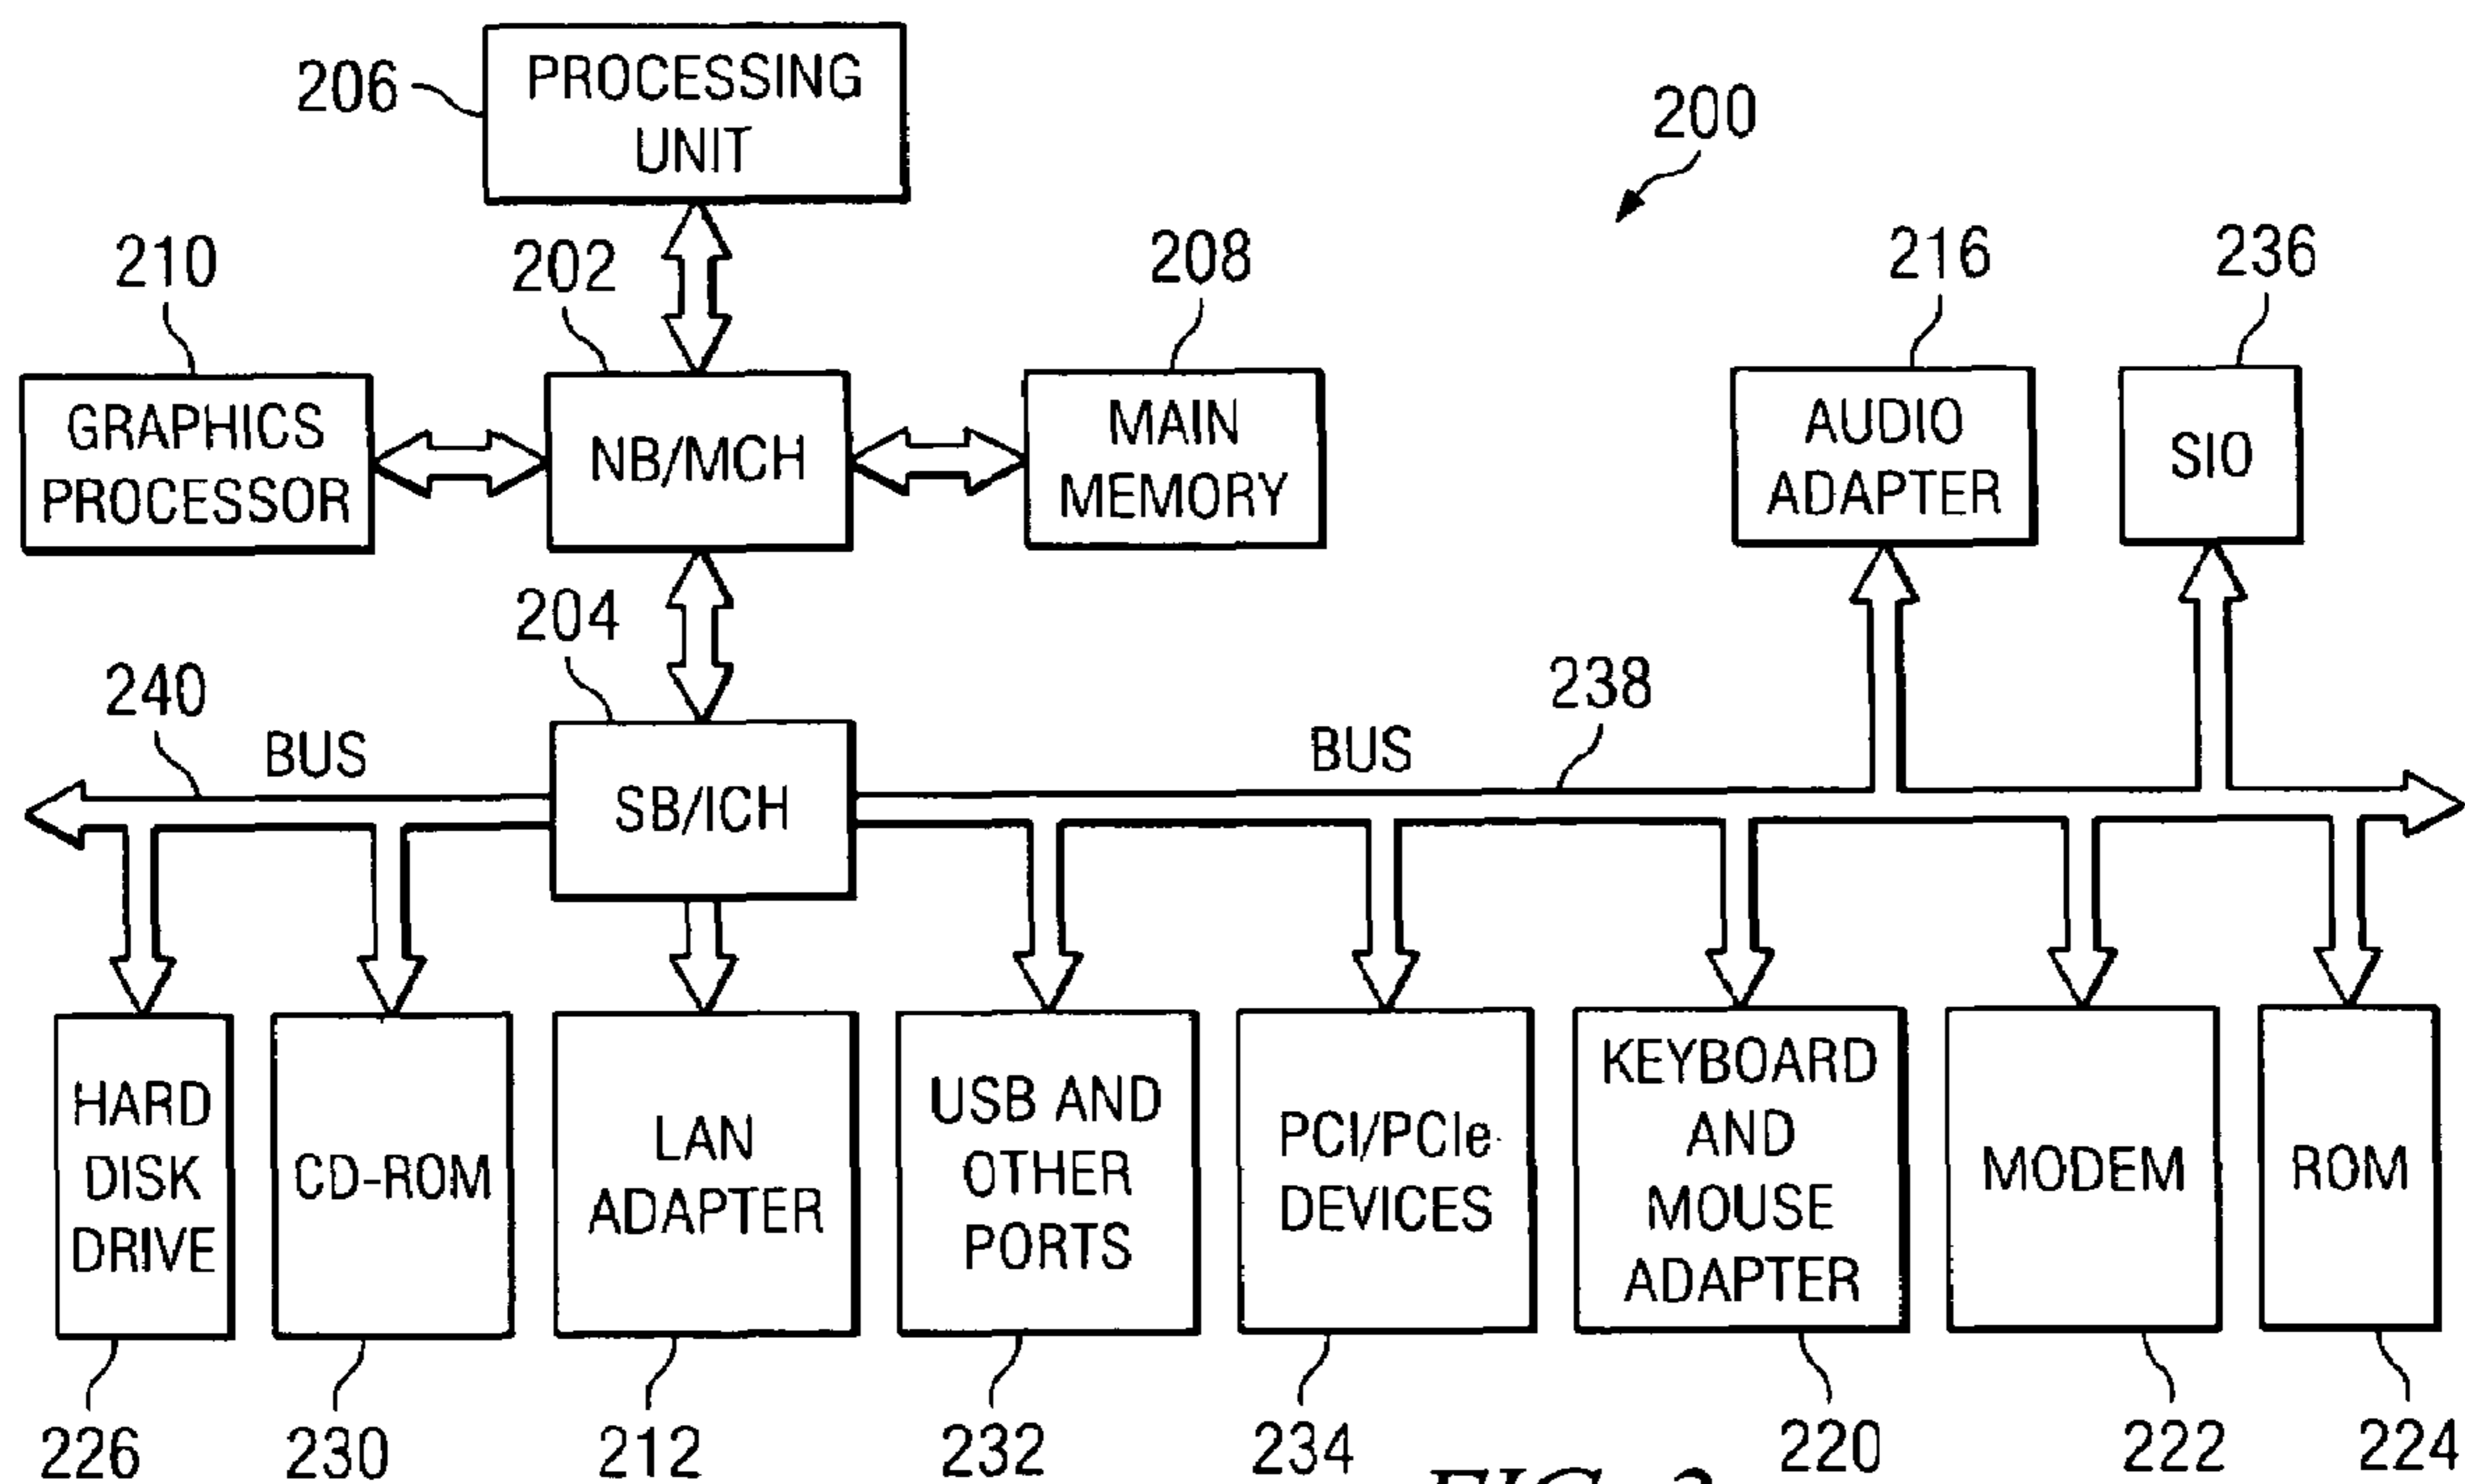 PROCESSING
UNIT
206
200
210
202
208
216
236
GRAPHICS
PROCESSOR
NB/MCH
MAIN
MEMORY
AUDIO
ADAPTER
SIO
204
240
238
BUS
BUS
SB/ICH
HARD
DISK
DRIVE
CD-ROM
LAN
ADAPTER
USB AND
OTHER
PORTS
PCI/PCIe
DEVICES
KEYBOARD
AND
MOUSE
ADAPTER
MODEM
ROM
226
230
212
232
234
220
222
224